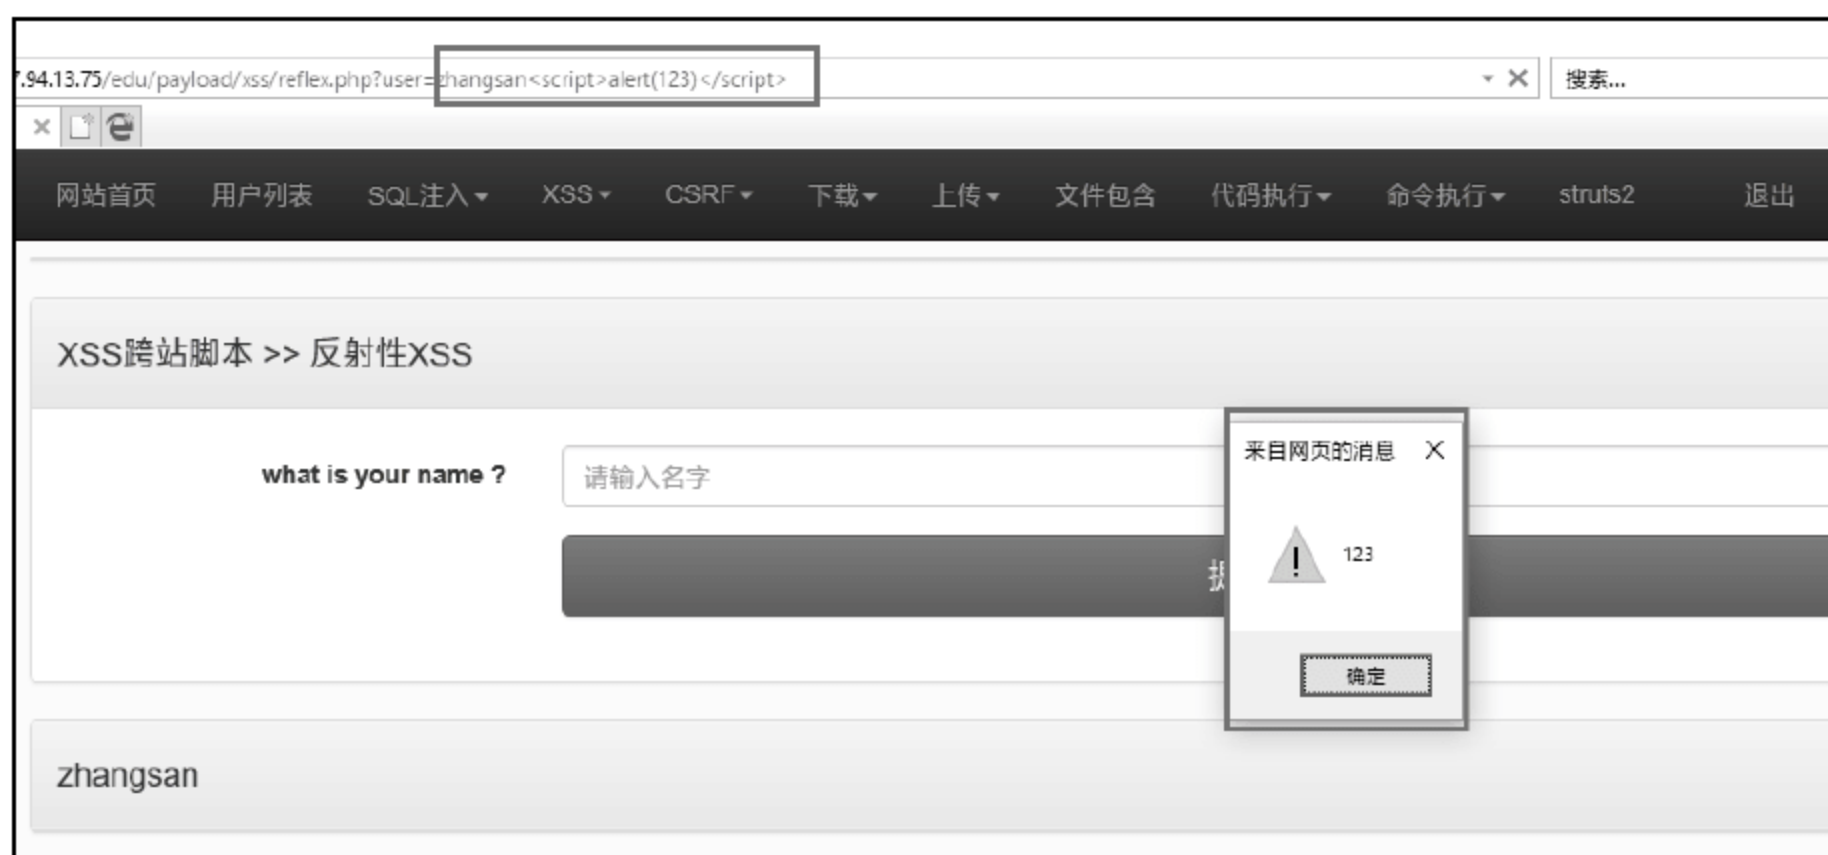 7.94.13.75/edu/payload/xss/reflex.php?user=zhangsan<script>alert(123)</script>
搜索...
网站首页 用户列表 SQL注入 XSS CSRF 下载 上传 文件包含 代码执行 命令执行 struts2 退出
XSS跨站脚本 >> 反射性XSS
what is your name ?
请输入名字
来自网页的消息
123
确定
zhangsan